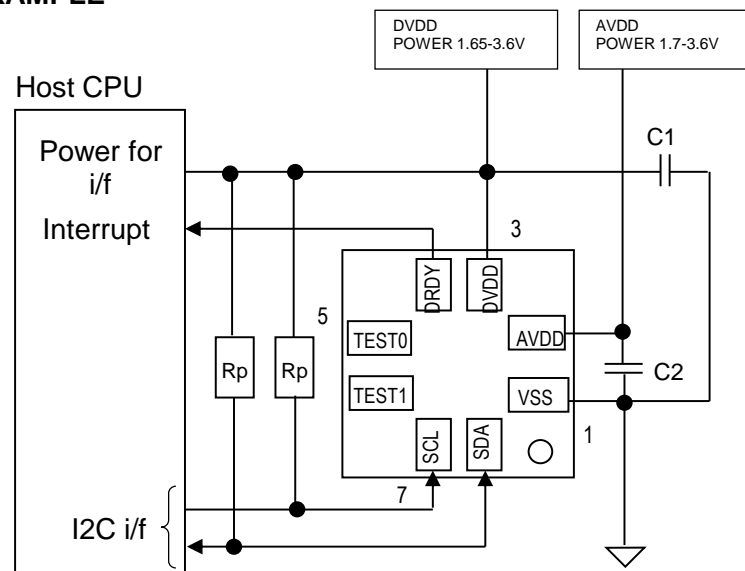 DVDD
POWER 1.65-3.6V
AVDD
POWER 1.7-3.6V
Host CPU
Power for
i/f
Interrupt
C1
3
DRDY
DVDD
5
TEST0
AVDD
Rp
Rp
C2
TEST1
VSS
1
SCL
SDA
7
I2C i/f